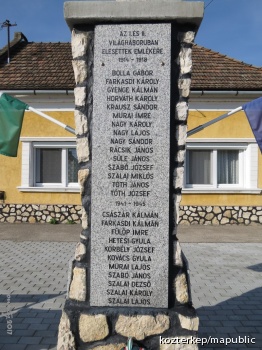 AZ I. ÉS II.
VILÁGHÁBORUBAN
ELESETTEK EMLÉKÉRE
1914 - 1918
BOLLA GÁBOR
FARKASDI KÁROLY
GYENGE KÁLMÁN
HORVÁTH KÁROLY
KRAUSZ SÁNDOR
MURAI IMRE
NAGY KÁROLY
NAGY LAJOS
NAGY SÁNDOR
RÁCSIK JÁNOS
SÜLE JÁNOS
SZABÓ JÓZSEF
SZALAI MIKLÓS
TÓTH JÁNOS
TÓTH JÓZSEF
1941 - 1945
CSÁSZÁR KÁLMÁN
FARKASDI KÁLMÁN
FÜLÖP IMRE
HETESI GYULA
KORBÉLY JÓZSEF
KOVÁCS GYULA
MURAI LAJOS
SZABÓ JÁNOS
SZALAI DEZSŐ
SZALAI KÁROLY
SZALAI LAJOS
kozterkep/mapublic